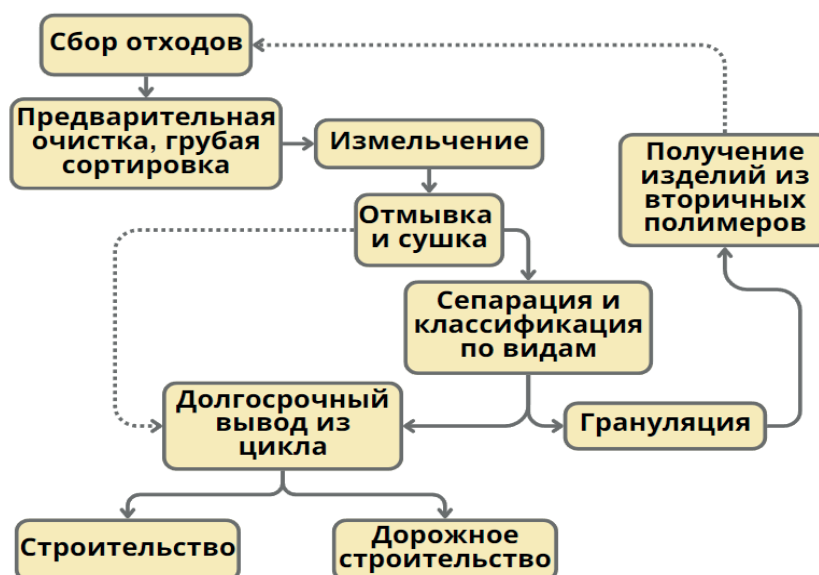 Сбор отходов
Предварительная
очистка, грубая
сортировка
Измельчение
Получение
изделий из
вторичных
полимеров
Отмывка
и сушка
Сепарация и
классификация
по видам
Долгосрочный
вывод из
цикла
Грануляция
Строительство
Дорожное
строительство